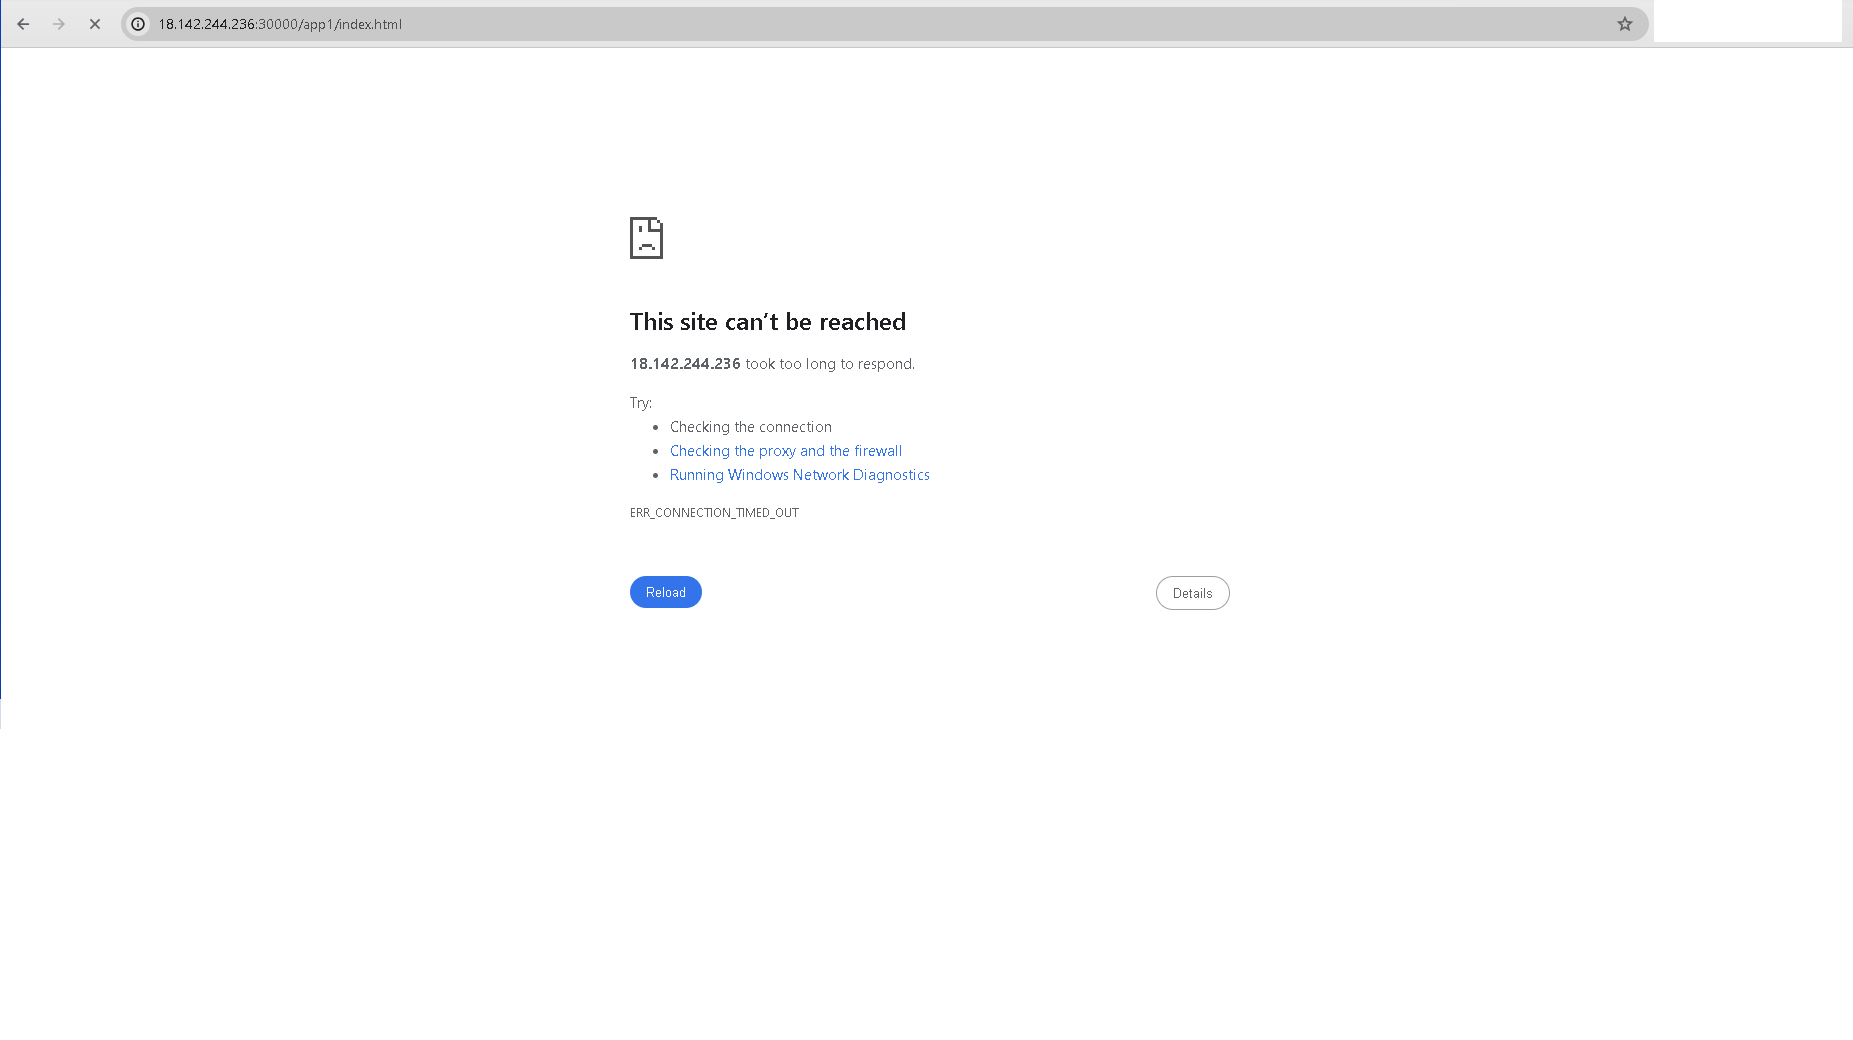 18.142.244.236:30000/app1/index.html
This site can’t be reached
18.142.244.236 took too long to respond.
Try:
Checking the connection
Checking the proxy and the firewall
Running Windows Network Diagnostics
ERR_CONNECTION_TIMED_OUT
Reload
Details